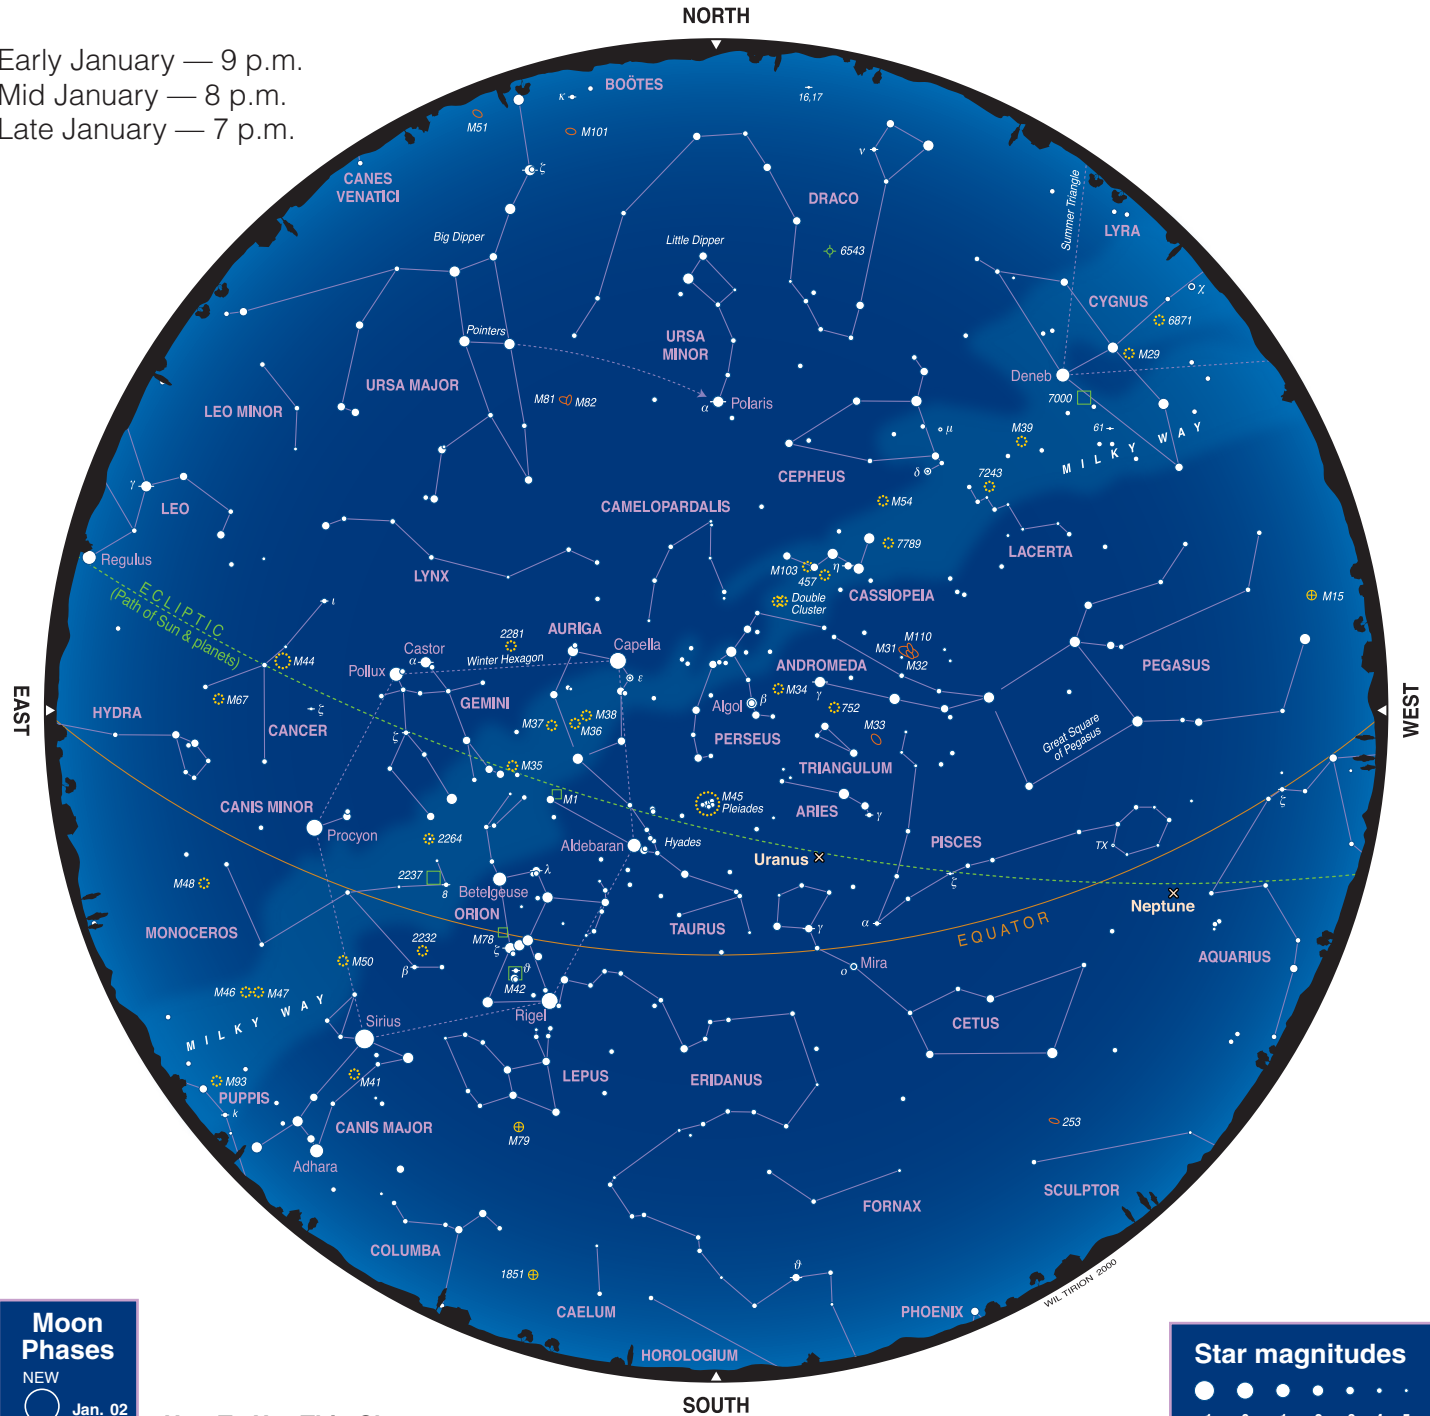 NORTH
Early January — 9 p.m.
Mid January — 8 p.m.
Late January — 7 p.m.
BOÖTES
κ
16,17
M51
M101
ζ
ν
CANES
VENATICI
DRACO
Summer Triangle
LYRA
Big Dipper
Little Dipper
6543
CYGNUS
χ
6871
Pointers
URSA
MINOR
M29
URSA MAJOR
Deneb
M81
M82
α
Polaris
7000
LEO MINOR
M39
μ
61
MILKY WAY
CEPHEUS
δ
7243
γ
LEO
CAMELOPARDALIS
M54
7789
LACERTA
Regulus
LYNX
M103
η
457
CASSIOPEIA
ECLIPTIC
(Path of Sun & planets)
ι
Double
Cluster
M15
2281
AURIGA
Capella
M110
M31
M32
Castor
α
Winter Hexagon
M44
Pollux
ANDROMEDA
PEGASUS
ε
M67
GEMINI
M34
γ
EAST
WEST
HYDRA
ζ
CANCER
Algol
β
752
M38
M37
M36
ζ
PERSEUS
M33
Great Square
of Pegasus
M35
TRIANGULUM
M1
M45
Pleiades
CANIS MINOR
ARIES
γ
ζ
Procyon
2264
Aldebaran
Hyades
PISCES
TX
Uranus
λ
M48
2237
8
Betelgeuse
ζ
Neptune
ORION
MONOCEROS
M78
ζ
TAURUS
γ
α
EQUATOR
2232
M50
β
ϑ
M42
ο
Mira
AQUARIUS
M46
M47
MILKY WAY
Sirius
Rigel
CETUS
M93
PUPPIS
k
M41
LEPUS
ERIDANUS
CANIS MAJOR
M79
253
Adhara
SCULPTOR
FORNAX
COLUMBA
1851
ϑ
CAELUM
PHOENIX
WIL TIRION 2000
HOROLOGIUM
SOUTH
Moon
Phases
NEW
Jan. 02
Star magnitudes